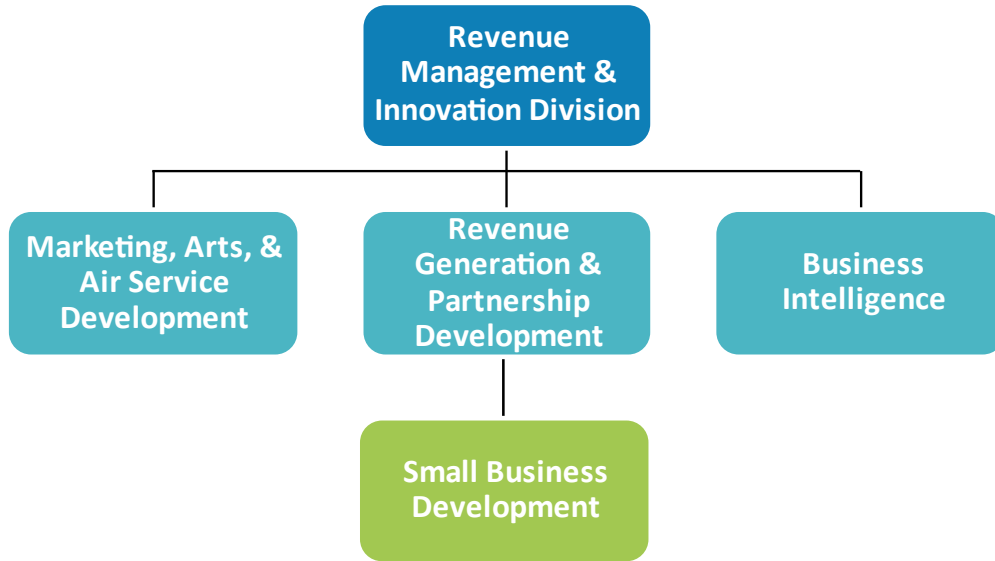 Revenue
Management &
Innovation Division
Marketing, Arts, &
Air Service
Development
Revenue
Generation &
Partnership
Development
Business
Intelligence
Small Business
Development